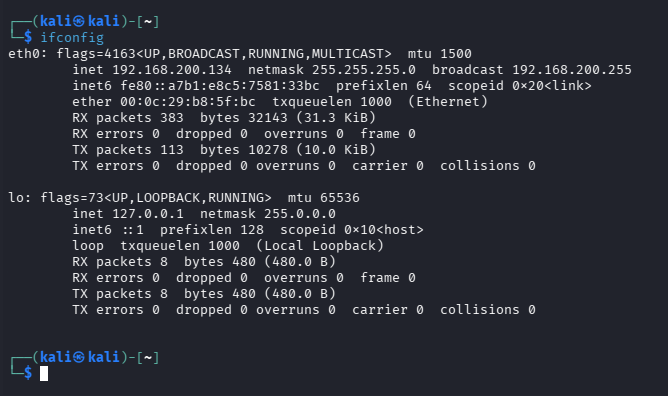 ┌──(kali㉿kali)-[~]
└─$ ifconfig
eth0: flags=4163<UP,BROADCAST,RUNNING,MULTICAST>  mtu 1500
        inet 192.168.200.134  netmask 255.255.255.0  broadcast 192.168.200.255
        inet6 fe80::a7b1:e8c5:7581:33bc  prefixlen 64  scopeid 0×20<link>
        ether 00:0c:29:b8:5f:bc  txqueuelen 1000  (Ethernet)
        RX packets 383  bytes 32143 (31.3 KiB)
        RX errors 0  dropped 0  overruns 0  frame 0
        TX packets 113  bytes 10278 (10.0 KiB)
        TX errors 0  dropped 0 overruns 0  carrier 0  collisions 0
lo: flags=73<UP,LOOPBACK,RUNNING>  mtu 65536
        inet 127.0.0.1  netmask 255.0.0.0
        inet6 ::1  prefixlen 128  scopeid 0×10<host>
        loop  txqueuelen 1000  (Local Loopback)
        RX packets 8  bytes 480 (480.0 B)
        RX errors 0  dropped 0  overruns 0  frame 0
        TX packets 8  bytes 480 (480.0 B)
        TX errors 0  dropped 0 overruns 0  carrier 0  collisions 0
┌──(kali㉿kali)-[~]
└─$